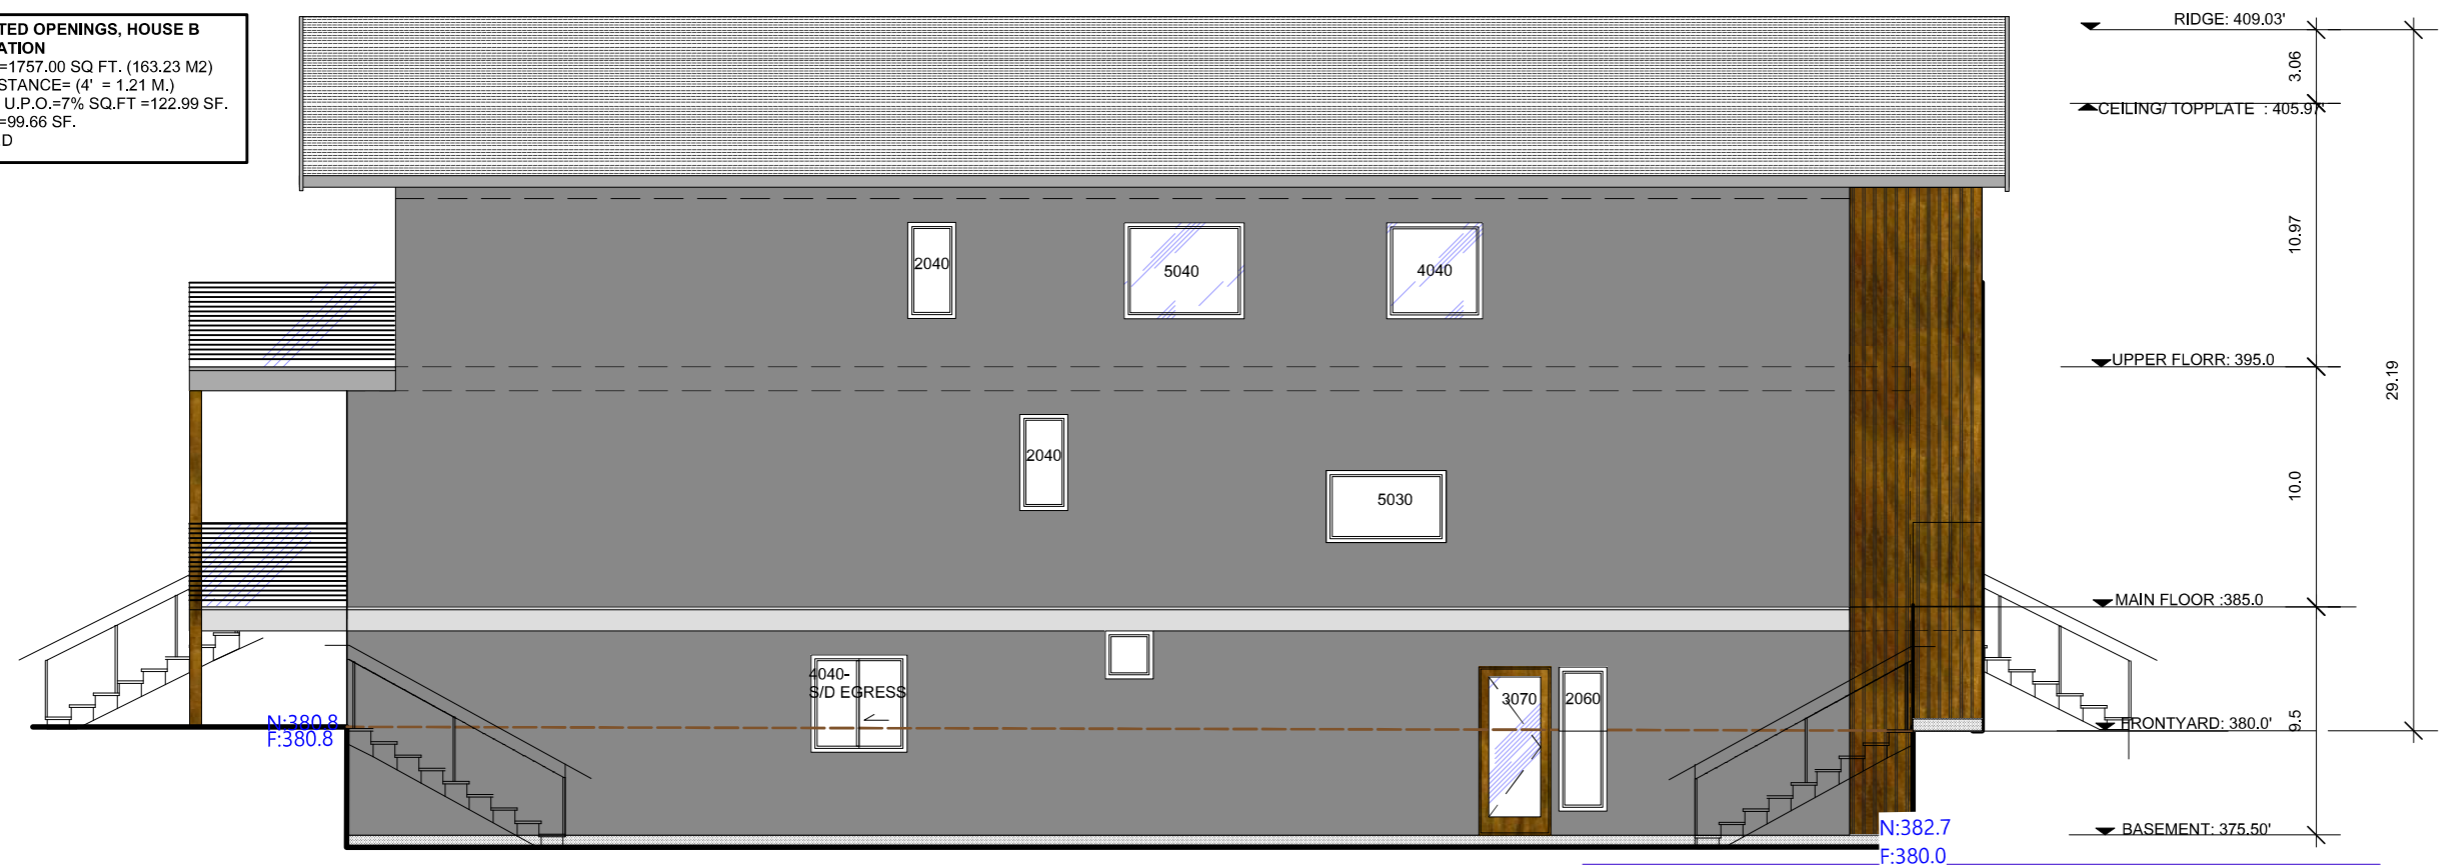 TED OPENINGS, HOUSE B
ATION
=1757.00 SQ FT. (163.23 M2)
STANCE= (4' = 1.21 M.)
U.P.O.=7% SQ.FT =122.99 SF.
=99.66 SF.
D
RIDGE: 409.03'
3.06
CEILING/ TOPPLATE : 405.97'
10.97
2040
5040
4040
UPPER FLORR: 395.0
29.19
2040
5030
10.0
MAIN FLOOR :385.0
4040-
S/D EGRESS
3070
2060
N:380.8
F:380.8
FRONTYARD: 380.0'
9.5
N:382.7
F:380.0
BASEMENT: 375.50'